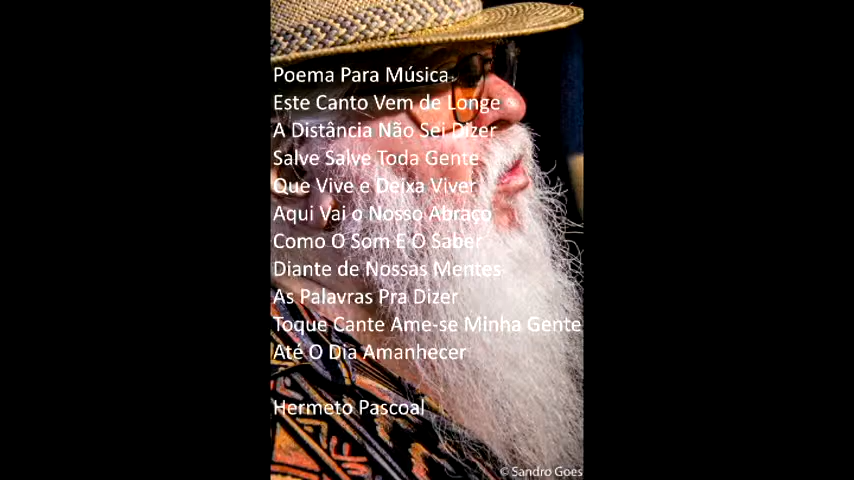 Poema Para Música
Este Canto Vem de Longe
A Distância Não Sei Dizer
Salve Salve Toda Gente
Que Vive e Deixa Viver
Aqui Vai o Nosso Abraço
Como O Som E O Saber
Diante de Nossas Mentes
As Palavras Pra Dizer
Toque Cante Ame-se Minha Gente
Até O Dia Amanhecer
Hermeto Pascoal
© Sandro Goes